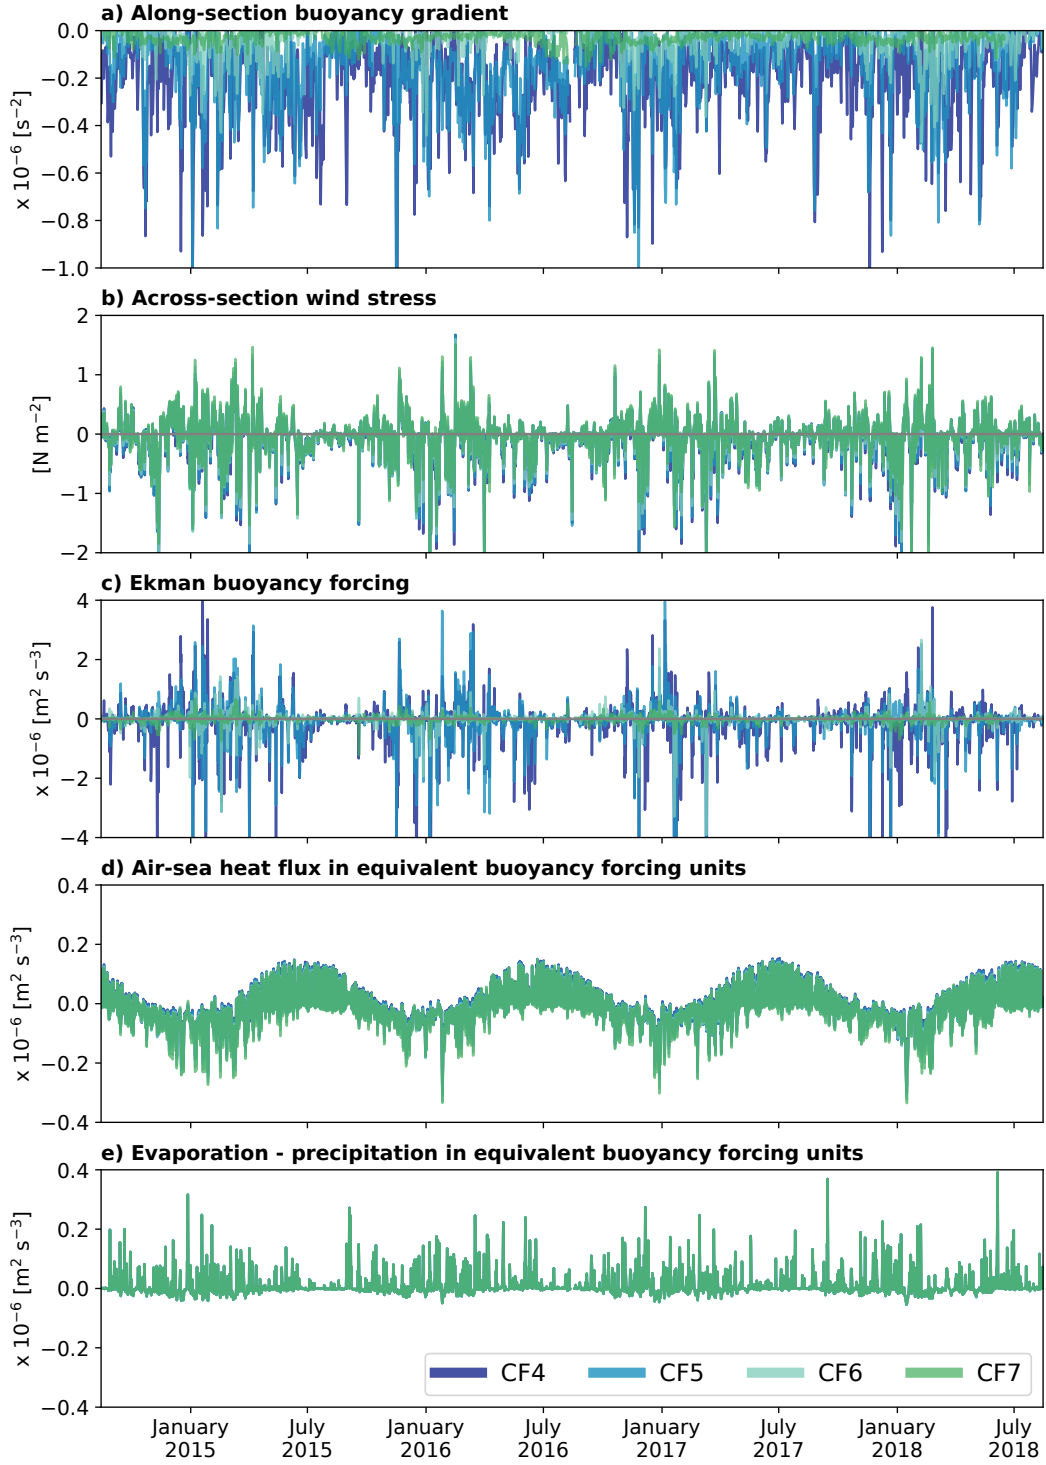 a) Along-section buoyancy gradient
0.0
−0.2
−0.4
−0.6
−0.8
−1.0
x 10⁻⁶ [s⁻²]
b) Across-section wind stress
2
1
0
−1
−2
[N m⁻²]
c) Ekman buoyancy forcing
4
2
0
−2
−4
x 10⁻⁶ [m² s⁻³]
d) Air-sea heat flux in equivalent buoyancy forcing units
0.4
0.2
0.0
−0.2
−0.4
x 10⁻⁶ [m² s⁻³]
e) Evaporation - precipitation in equivalent buoyancy forcing units
0.4
0.2
0.0
−0.2
−0.4
x 10⁻⁶ [m² s⁻³]
CF4 CF5 CF6 CF7
January July January July January July January July
2015 2015 2016 2016 2017 2017 2018 2018